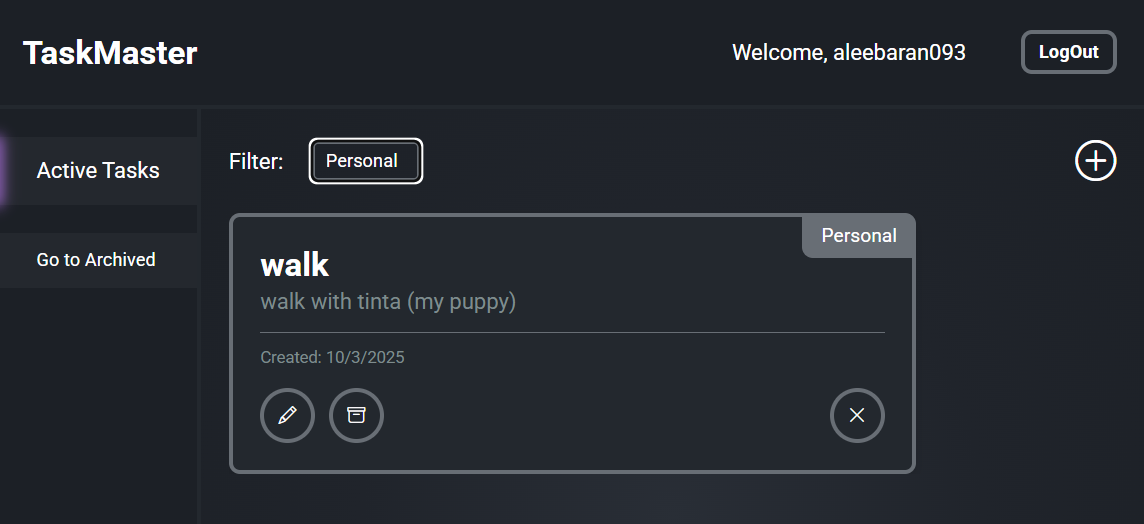 TaskMaster
Welcome, aleebaran093
LogOut
Active Tasks
Go to Archived
Filter:
Personal
Personal
walk
walk with tinta (my puppy)
Created: 10/3/2025